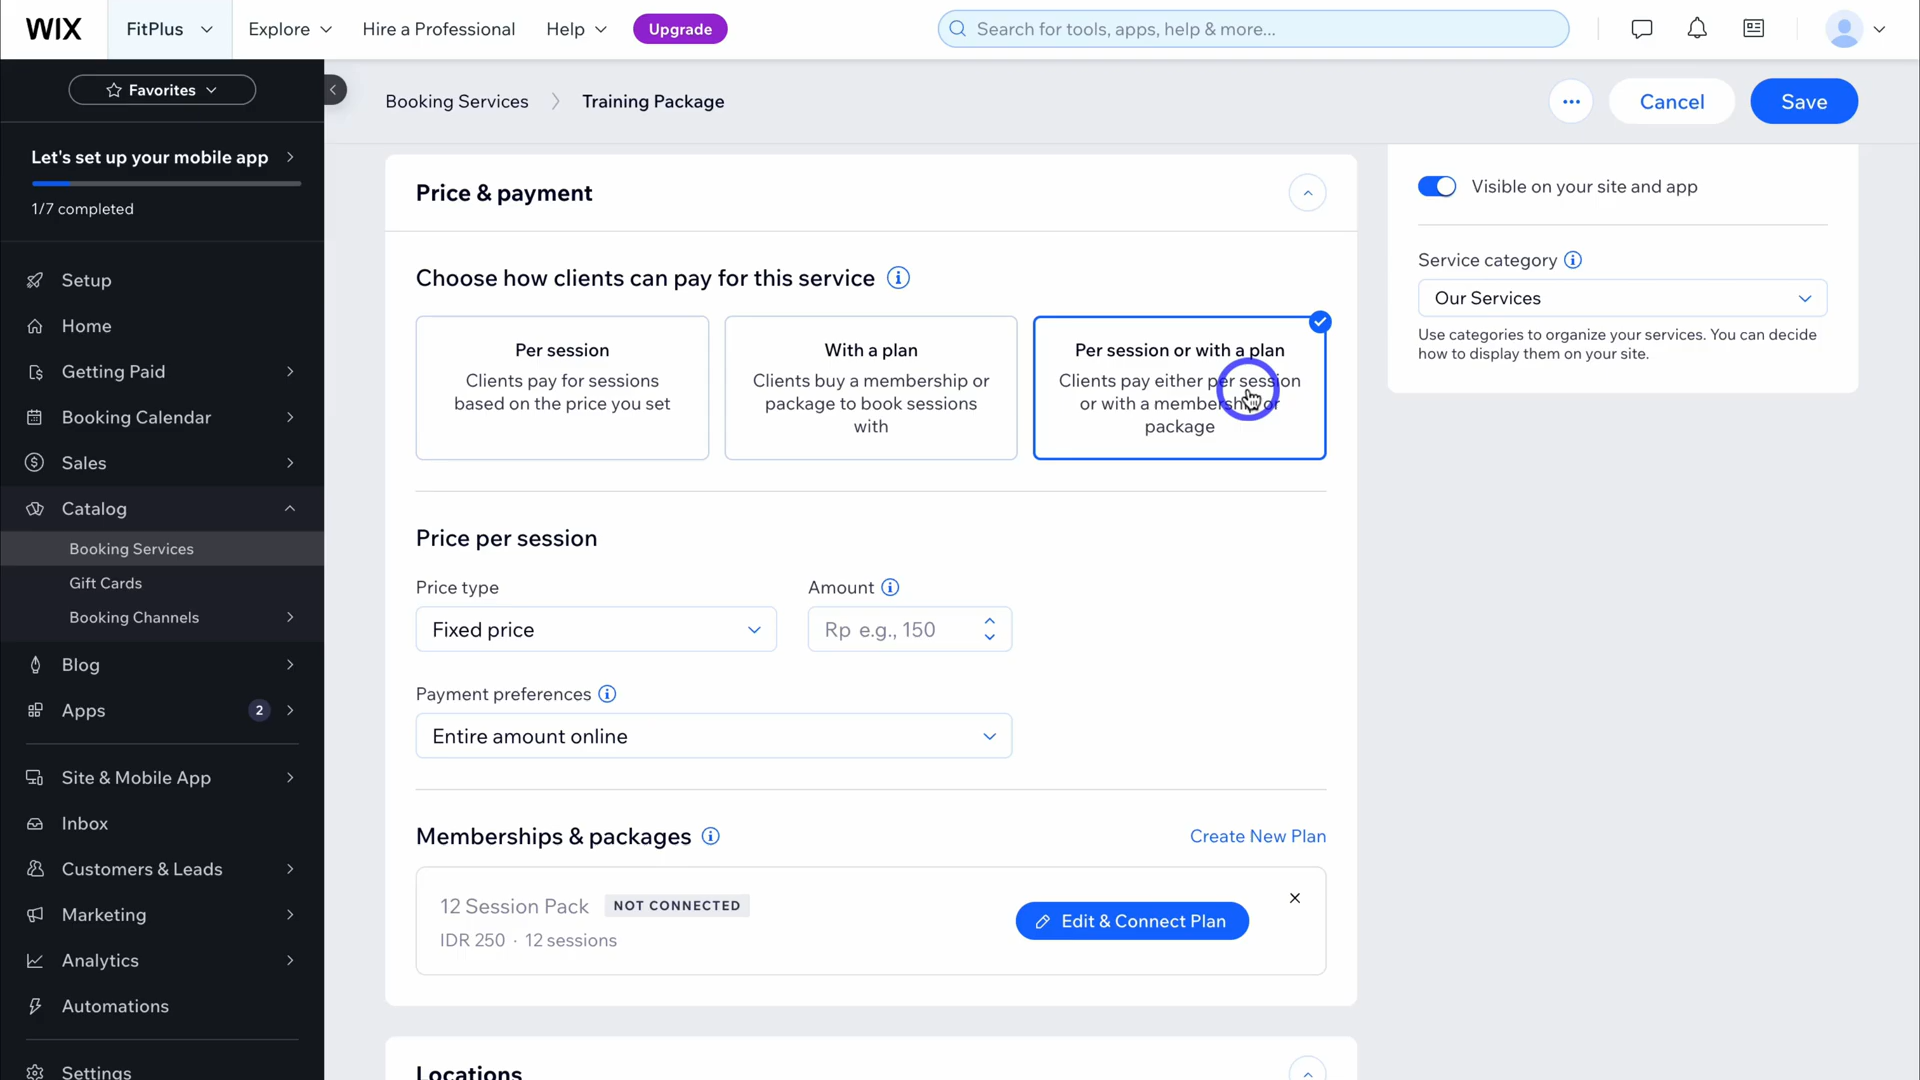 WIX
FitPlus
Explore
Hire a Professional
Help
Upgrade
Search for tools, apps, help & more...
Favorites
Let's set up your mobile app
1/7 completed
Setup
Home
Getting Paid
Booking Calendar
Sales
Catalog
Booking Services
Gift Cards
Booking Channels
Blog
Apps
2
Site & Mobile App
Inbox
Customers & Leads
Marketing
Analytics
Automations
Settings
Booking Services
Training Package
Cancel
Save
Price & payment
Choose how clients can pay for this service
Per session
Clients pay for sessions
based on the price you set
With a plan
Clients buy a membership or
package to book sessions
with
Per session or with a plan
Clients pay either per session
or with a membership or
package
Price per session
Price type
Fixed price
Amount
Rp e.g., 150
Payment preferences
Entire amount online
Memberships & packages
Create New Plan
12 Session Pack
NOT CONNECTED
IDR 250 · 12 sessions
Edit & Connect Plan
Locations
Visible on your site and app
Service category
Our Services
Use categories to organize your services. You can decide
how to display them on your site.